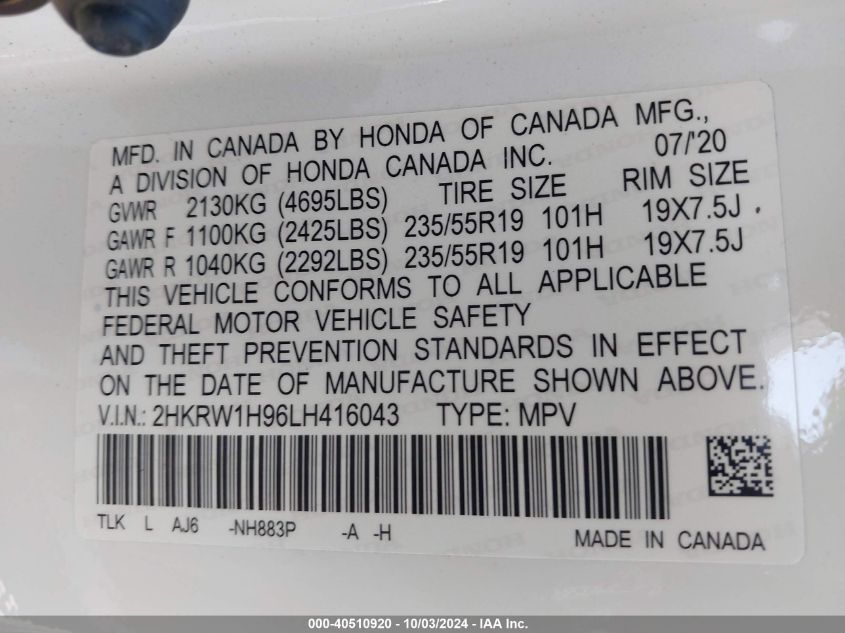 MFD. IN CANADA BY HONDA OF CANADA MFG.,
A DIVISION OF HONDA CANADA INC. 07/'20
GVWR 2130KG (4695LBS) TIRE SIZE RIM SIZE
GAWR F 1100KG (2425LBS) 235/55R19 101H 19X7.5J
GAWR R 1040KG (2292LBS) 235/55R19 101H 19X7.5J
THIS VEHICLE CONFORMS TO ALL APPLICABLE
FEDERAL MOTOR VEHICLE SAFETY
AND THEFT PREVENTION STANDARDS IN EFFECT
ON THE DATE OF MANUFACTURE SHOWN ABOVE.
V.I.N.: 2HKRW1H96LH416043 TYPE: MPV
TLK L AJ6 -NH883P -A -H
MADE IN CANADA
000-40510920 - 10/03/2024 - IAA Inc.